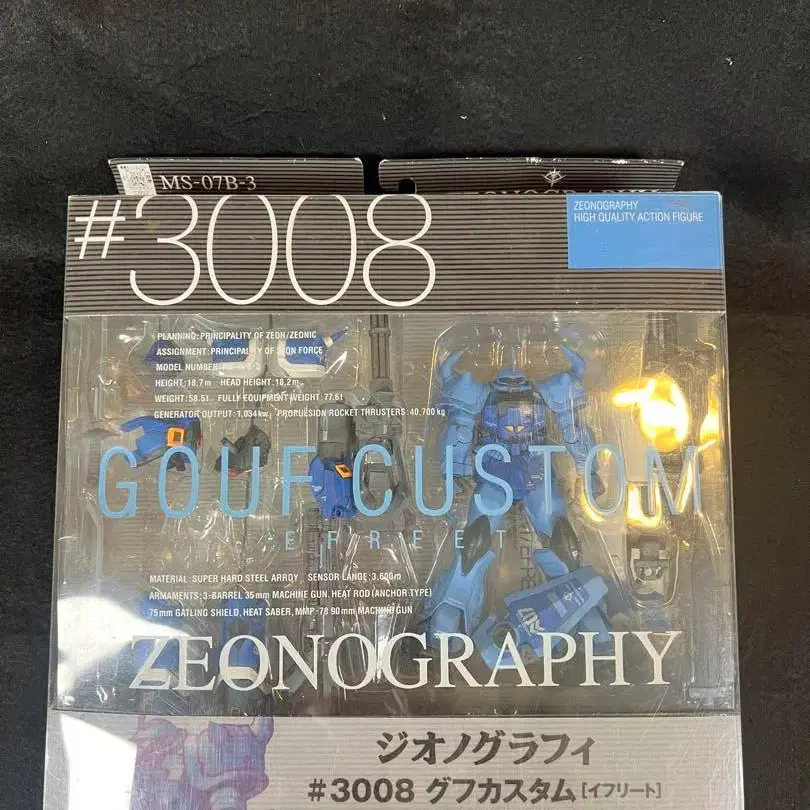 MS-07B-3
ZEONOGRAPHY
#3008
ZEONOGRAPHY
HIGH QUALITY ACTION FIGURE
PLANNING: PRINCIPALITY OF ZEON/ZEONIC
ASSIGNMENT: PRINCIPALITY OF ZEON FORCE
MODEL NUMBER:
HEIGHT: 18.7m HEAD HEIGHT: 18.2m
WEIGHT: 58.5t FULLY EQUIPMENT WEIGHT: 77.6t
GENERATOR OUTPUT: 1,034kw PROPULSION ROCKET THRUSTERS: 40,700kg
GOUF CUSTOM
EFREET
MATERIAL: SUPER HARD STEEL ARROY SENSOR LANGE: 3,600m
ARMAMENTS: 3-BARREL 35mm MACHINE GUN, HEAT ROD (ANCHOR TYPE)
75mm GATLING SHIELD, HEAT SABER, MMP-78 90mm MACHINE GUN
ZEONOGRAPHY
ジオノグラフィ
#3008 グフカスタム[イフリート]